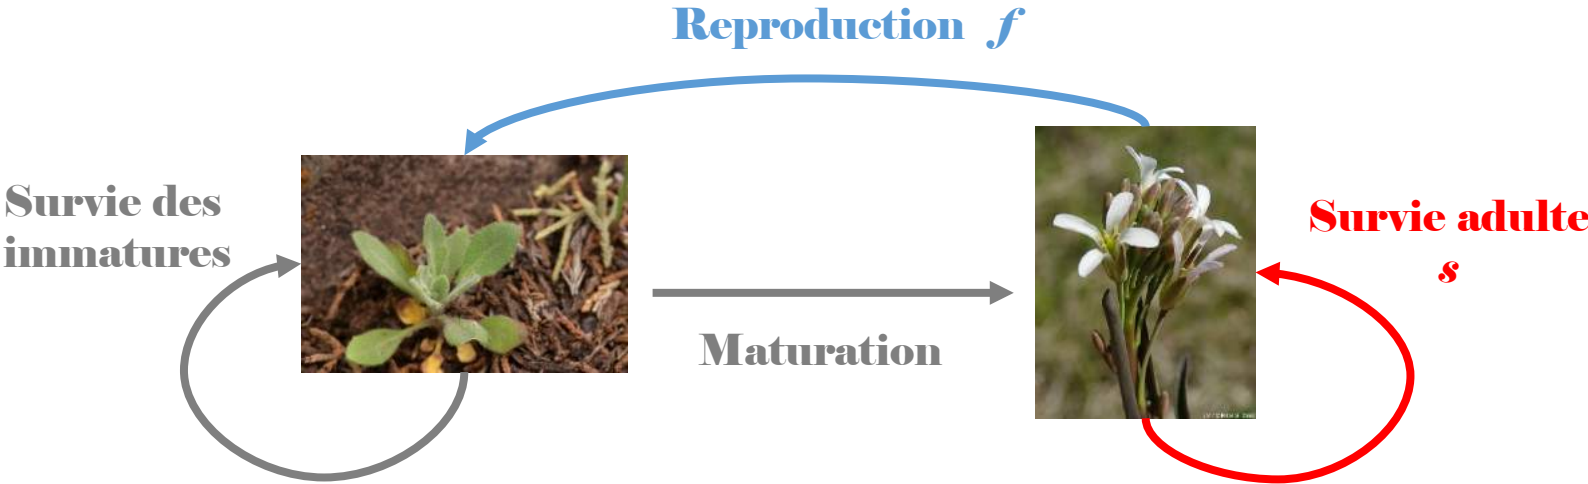 Reproduction f
Survie des
immatures
Survie adulte
s
Maturation